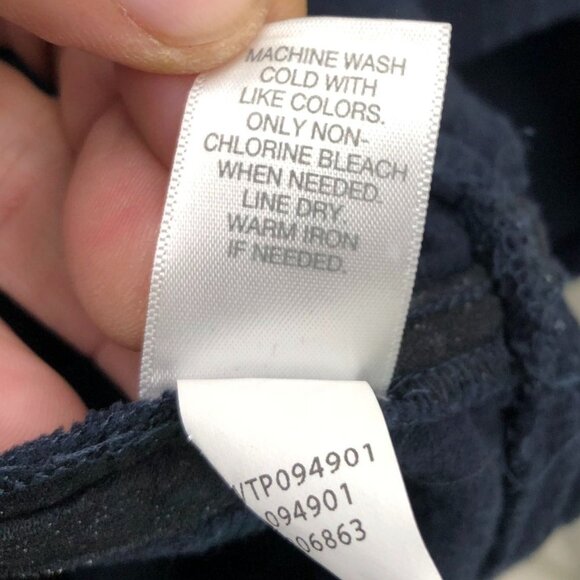 MACHINE WASH
COLD WITH
LIKE COLORS.
ONLY NON-
CHLORINE BLEACH
WHEN NEEDED.
LINE DRY.
WARM IRON
IF NEEDED.
VTP094901
094901
06863